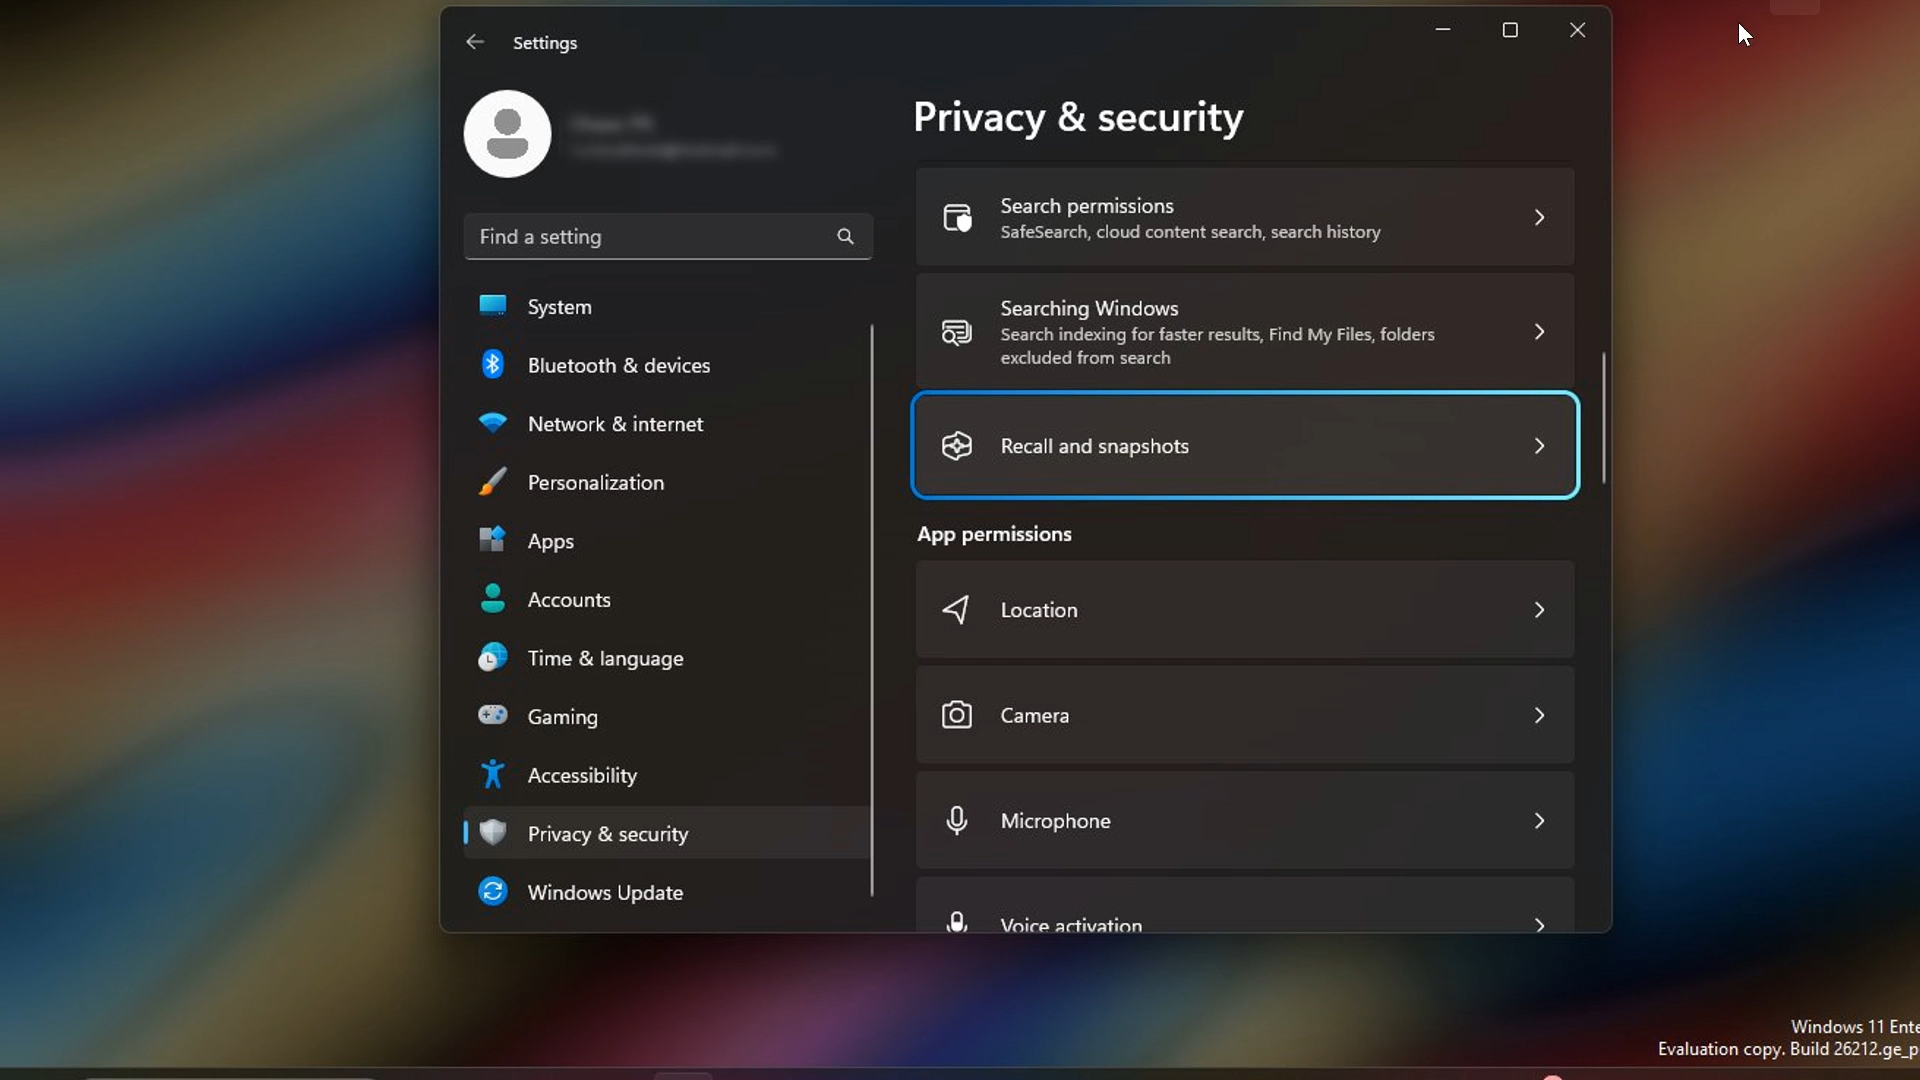 Settings
Privacy & security
Find a setting
System
Bluetooth & devices
Network & internet
Personalization
Apps
Accounts
Time & language
Gaming
Accessibility
Privacy & security
Windows Update
Search permissions
SafeSearch, cloud content search, search history
Searching Windows
Search indexing for faster results, Find My Files, folders
excluded from search
Recall and snapshots
App permissions
Location
Camera
Microphone
Voice activation
Windows 11 Ente
Evaluation copy. Build 26212.ge_p